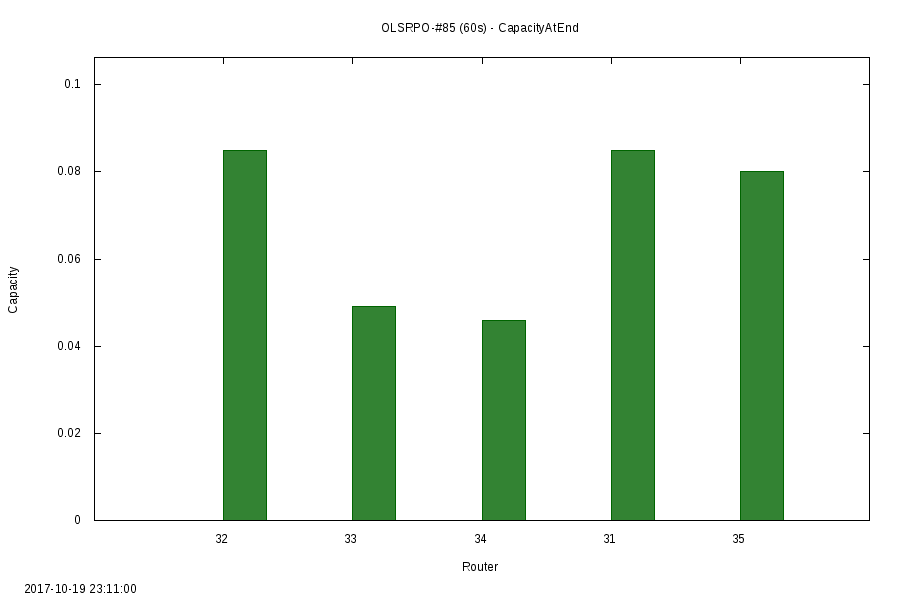 OLSRPO-#85 (60s) - CapacityAtEnd
0.1
0.08
0.06
0.04
0.02
0
Capacity
32 33 34 31 35
Router
2017-10-19 23:11:00